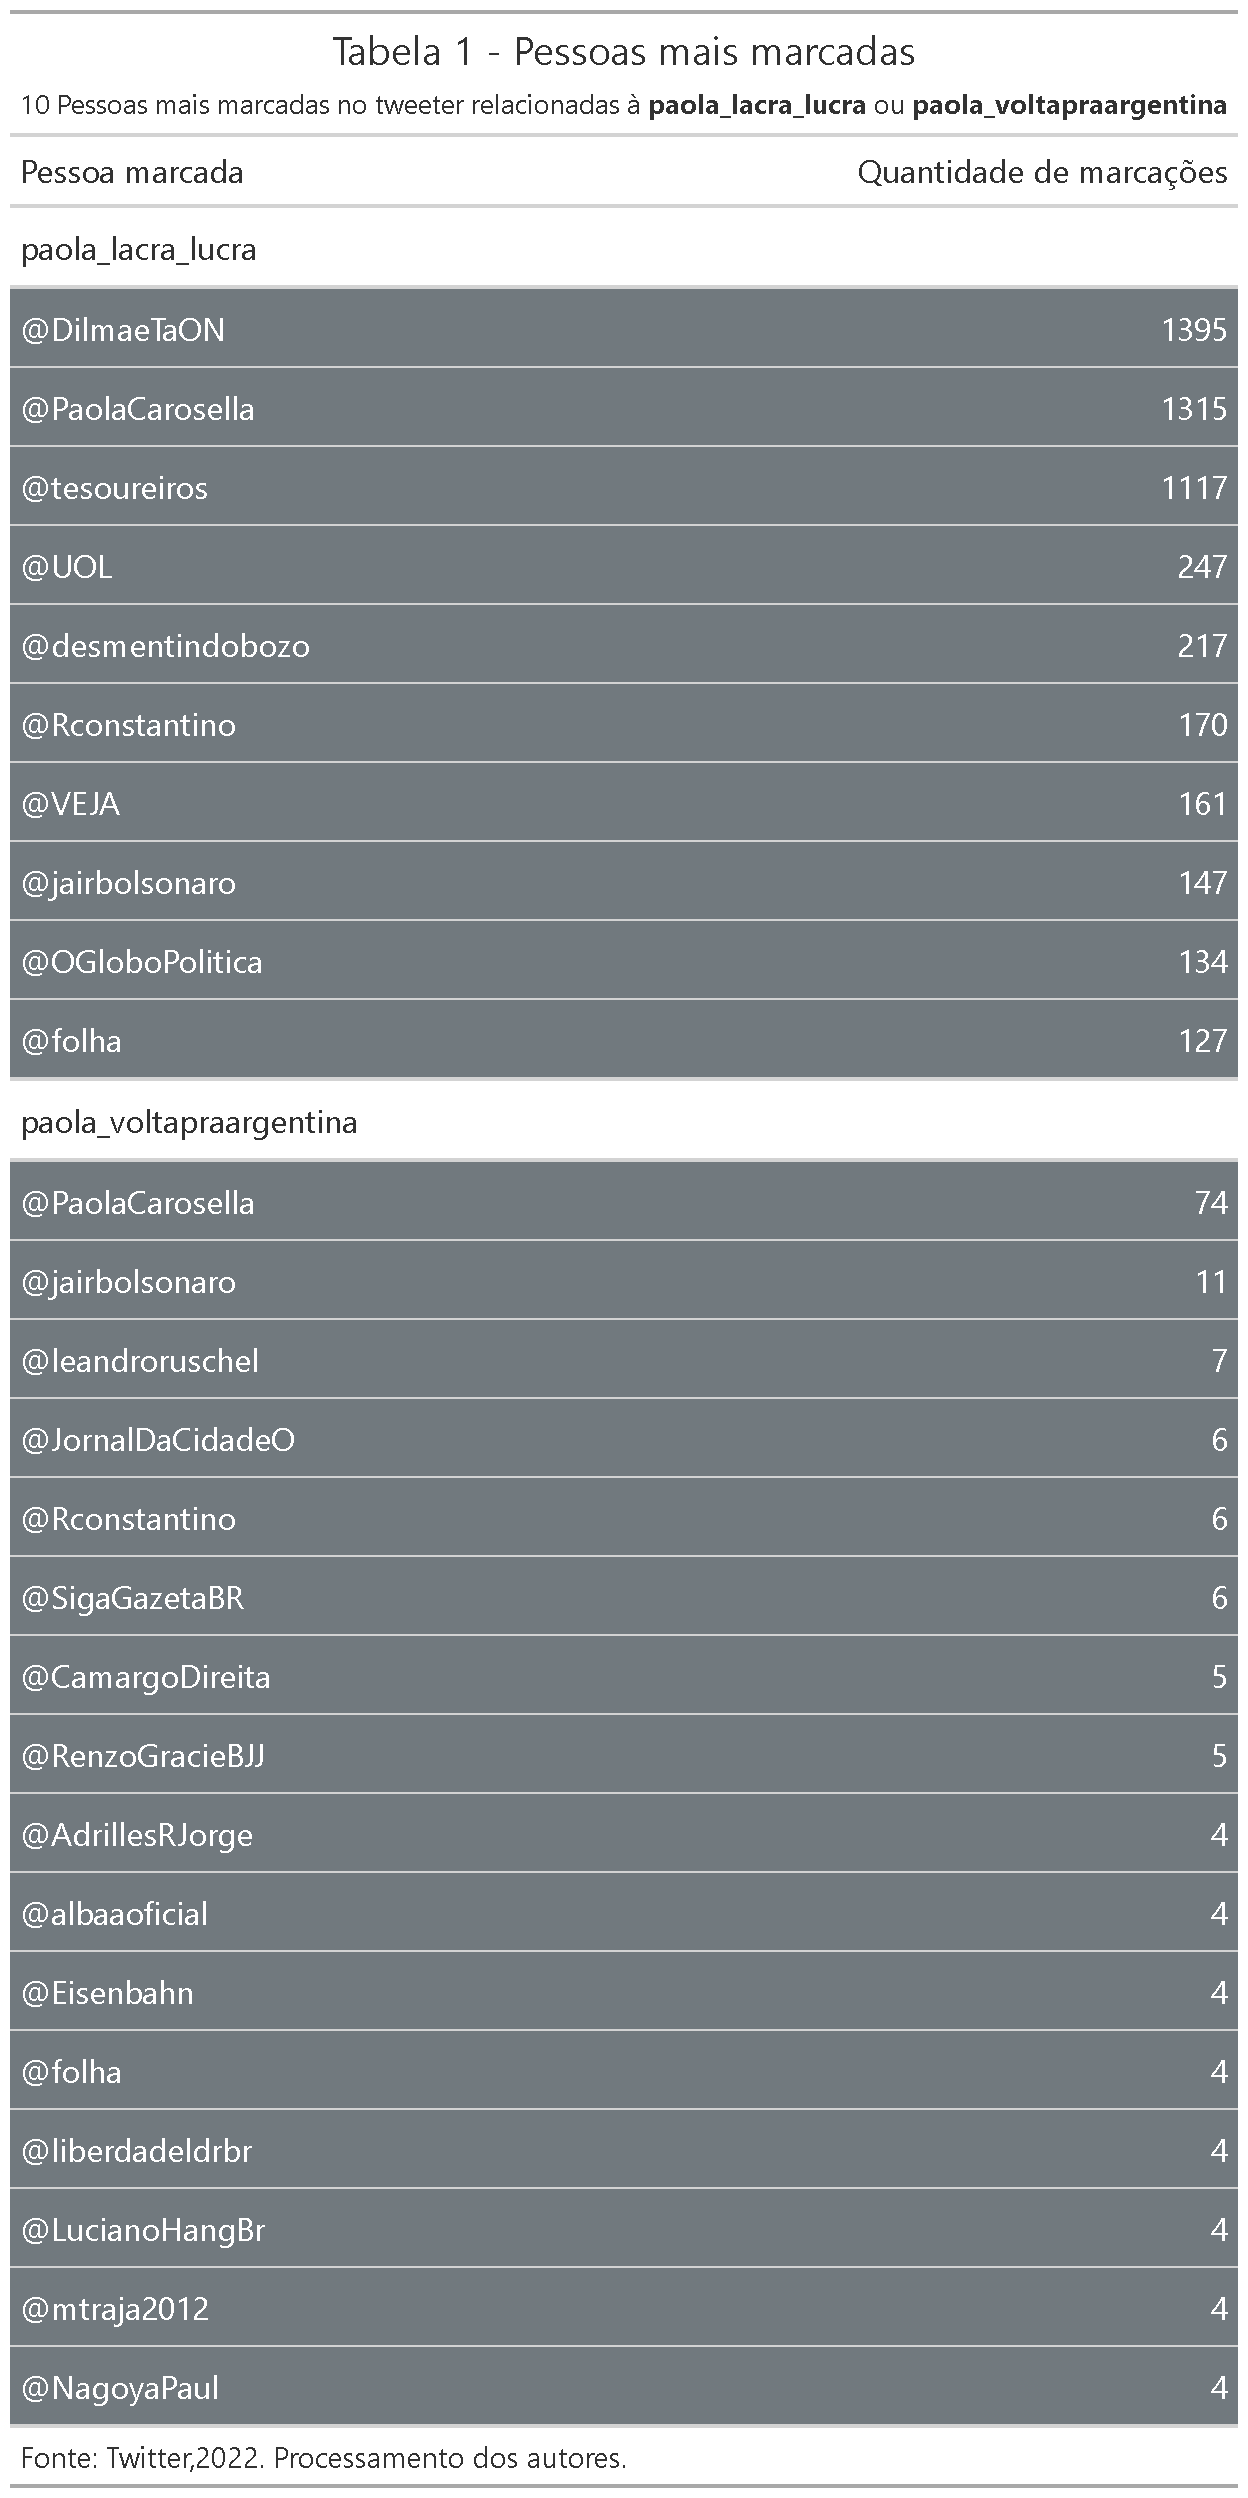 Tabela 1 - Pessoas mais marcadas
10 Pessoas mais marcadas no tweeter relacionadas à paola_lacra_lucra ou paola_voltapraargentina
Pessoa marcada Quantidade de marcações
paola_lacra_lucra
@DilmaeTaON 1395
@PaolaCarosella 1315
@tesoureiros 1117
@UOL 247
@desmentindobozo 217
@Rconstantino 170
@VEJA 161
@jairbolsonaro 147
@OGloboPolitica 134
@folha 127
paola_voltapraargentina
@PaolaCarosella 74
@jairbolsonaro 11
@leandroruschel 7
@JornalDaCidadeO 6
@Rconstantino 6
@SigaGazetaBR 6
@CamargoDireita 5
@RenzoGracieBJJ 5
@AdrillesRJorge 4
@albaaoficial 4
@Eisenbahn 4
@folha 4
@liberdadeldrbr 4
@LucianoHangBr 4
@mtraja2012 4
@NagoyaPaul 4
Fonte: Twitter,2022. Processamento dos autores.